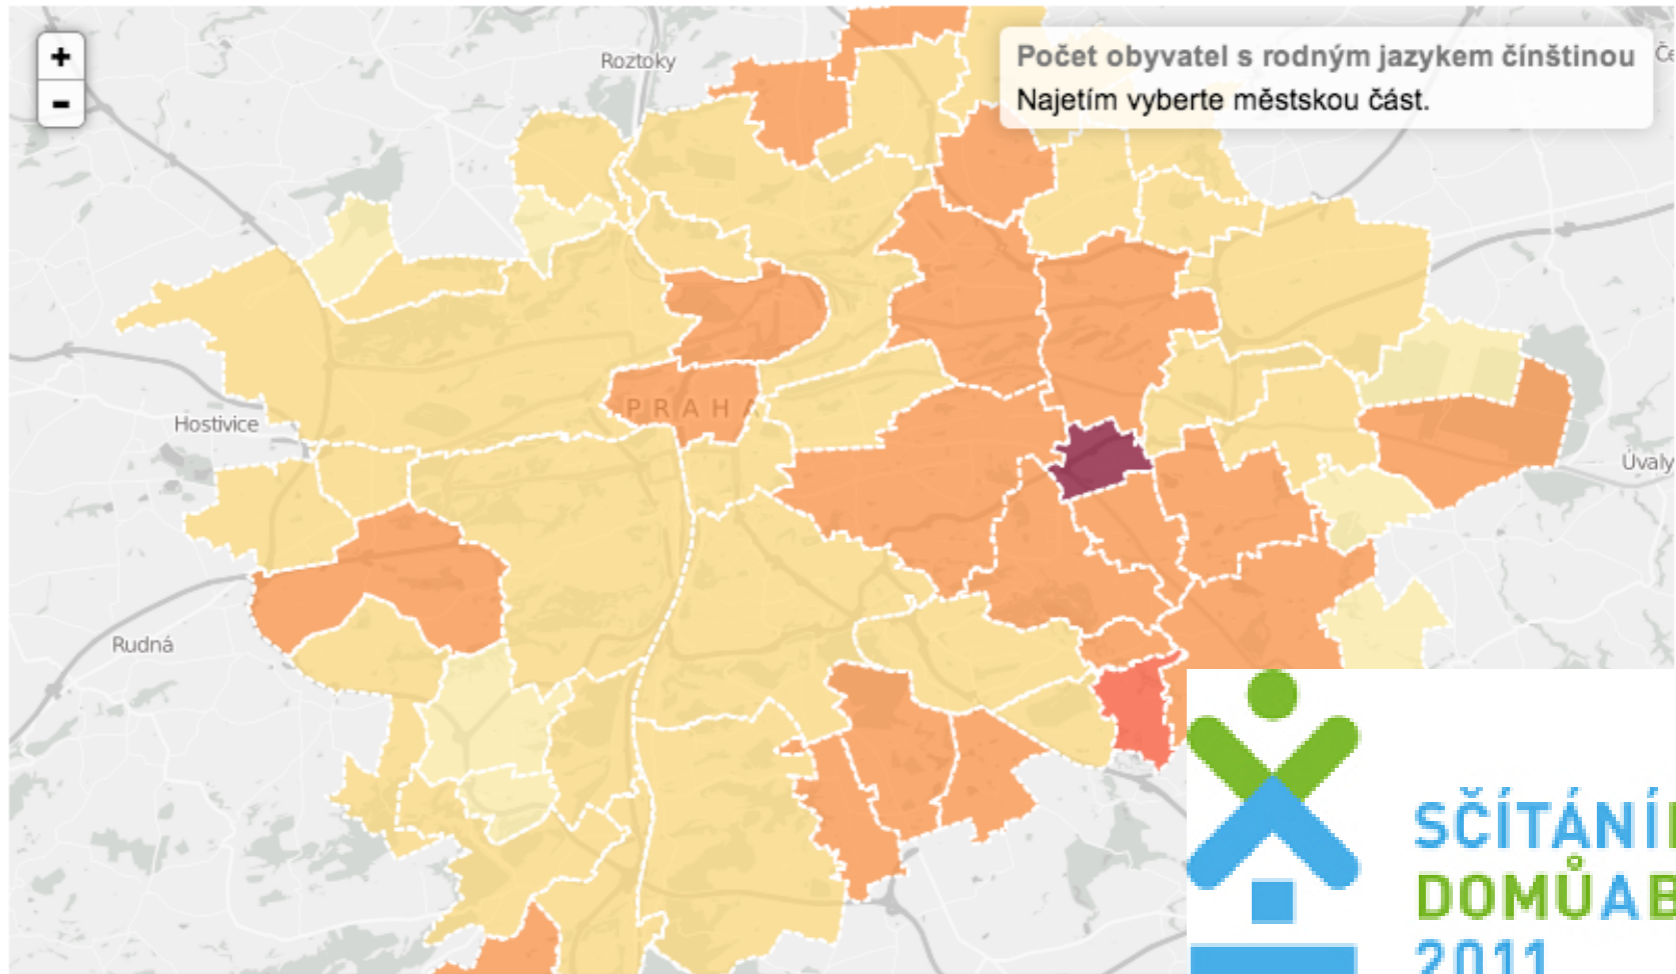 +
-
Roztoky
Počet obyvatel s rodným jazykem čínštinou
Najetím vyberte městskou část.
PRAHA
Hostivice
Úvaly
Rudná
SČÍTÁNÍ
DOMŮAB
2011